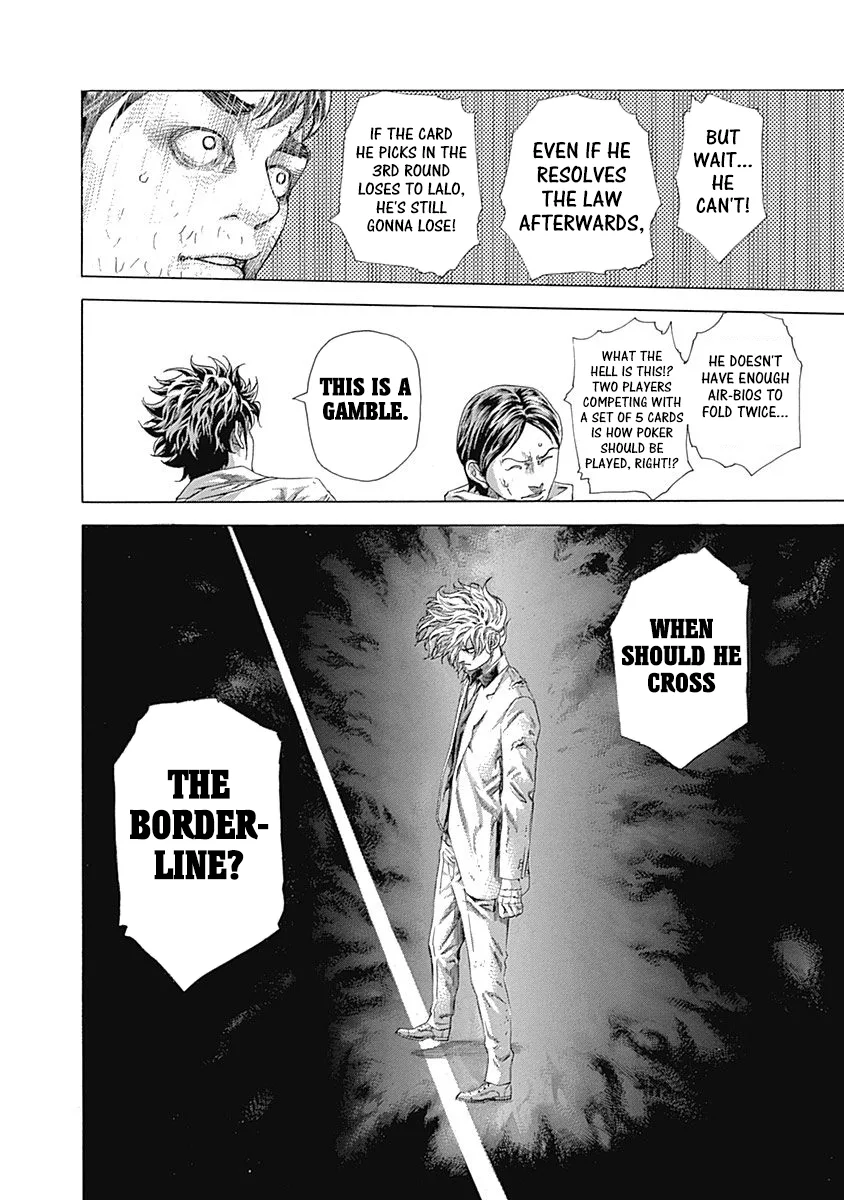 BUT
WAIT...
HE
CAN'T!
EVEN IF HE
RESOLVES
THE LAW
AFTERWARDS,
IF THE CARD
HE PICKS IN THE
3RD ROUND
LOSES TO LALO,
HE'S STILL
GONNA LOSE!
HE DOESN'T
HAVE ENOUGH
AIR-BIOS TO
FOLD TWICE...
WHAT THE
HELL IS THIS!?
TWO PLAYERS
COMPETING WITH
A SET OF 5 CARDS
IS HOW POKER
SHOULD BE
PLAYED, RIGHT!?
THIS IS A
GAMBLE.
WHEN
SHOULD HE
CROSS
THE
BORDER-
LINE?